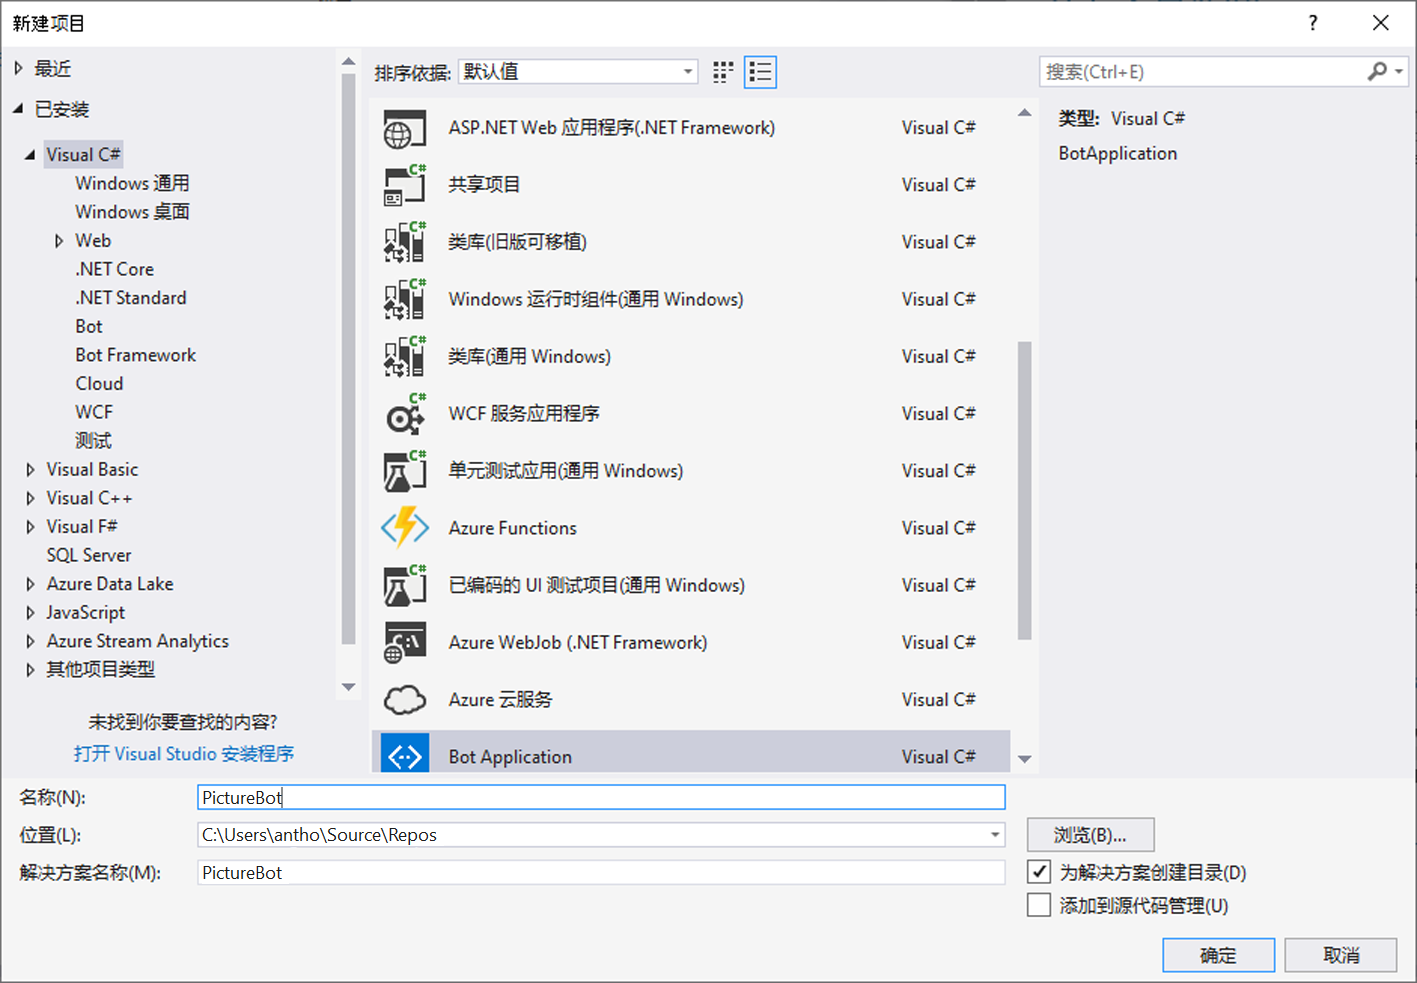 新建项目
?
最近
已安装
Visual C#
Windows 通用
Windows 桌面
Web
.NET Core
.NET Standard
Bot
Bot Framework
Cloud
WCF
测试
Visual Basic
Visual C++
Visual F#
SQL Server
Azure Data Lake
JavaScript
Azure Stream Analytics
其他项目类型
未找到你要查找的内容?
打开 Visual Studio 安装程序
排序依据: 默认值
ASP.NET Web 应用程序(.NET Framework) Visual C#
C# 共享项目 Visual C#
C# 类库(旧版可移植) Visual C#
C# Windows 运行时组件(通用 Windows) Visual C#
C# 类库(通用 Windows) Visual C#
C# WCF 服务应用程序 Visual C#
C# 单元测试应用(通用 Windows) Visual C#
Azure Functions Visual C#
C# 已编码的 UI 测试项目(通用 Windows) Visual C#
C:\ Azure WebJob (.NET Framework) Visual C#
Azure 云服务 Visual C#
Bot Application Visual C#
搜索(Ctrl+E)
类型: Visual C#
BotApplication
名称(N): PictureBot
位置(L): C:\Users\antho\Source\Repos 浏览(B)...
解决方案名称(M): PictureBot
为解决方案创建目录(D)
添加到源代码管理(U)
确定 取消